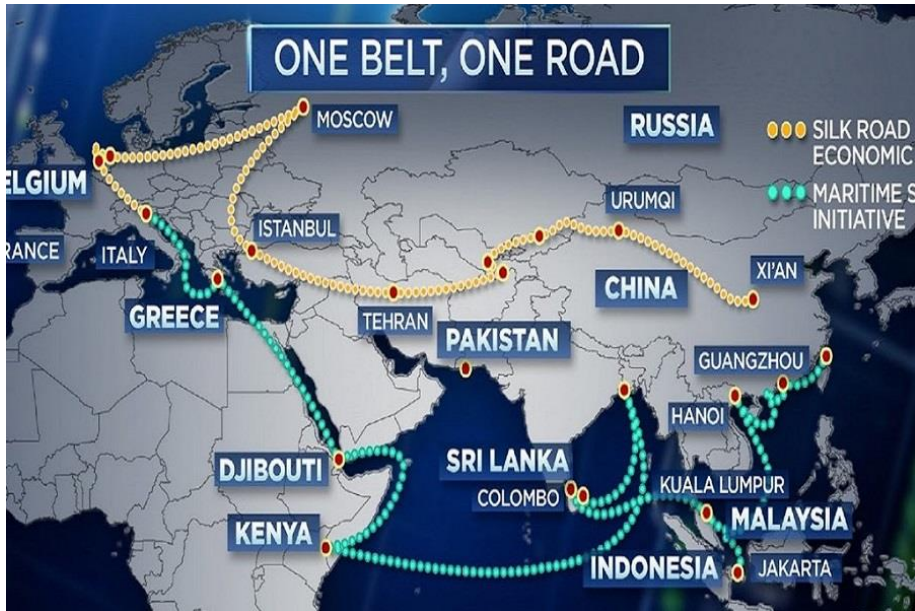 ONE BELT, ONE ROAD
MOSCOW
RUSSIA
SILK ROAD
ECONOMIC
ELGIUM
MARITIME S
INITIATIVE
URUMQI
ISTANBUL
RANCE
ITALY
XI'AN
CHINA
GREECE
TEHRAN
PAKISTAN
GUANGZHOU
HANOI
DJIBOUTI
SRI LANKA
COLOMBO
KUALA LUMPUR
MALAYSIA
KENYA
INDONESIA
JAKARTA